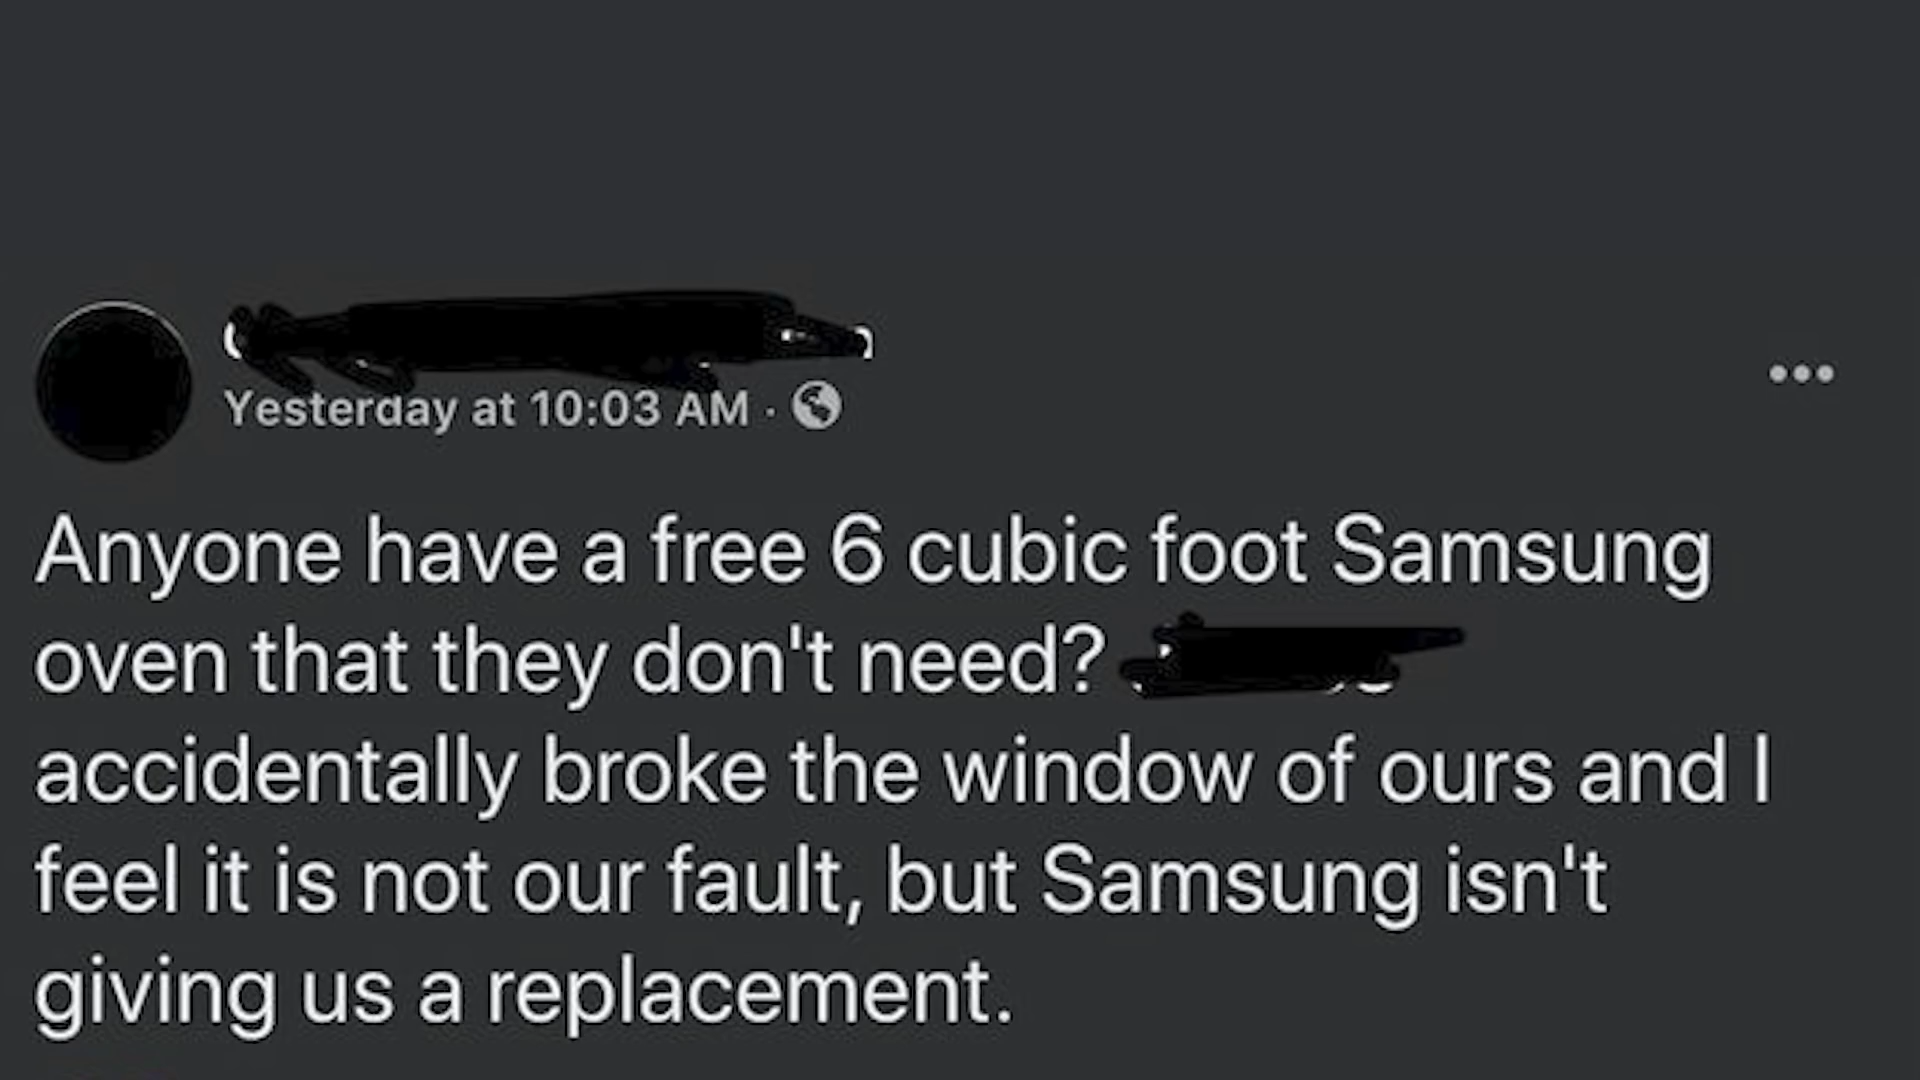 Yesterday at 10:03 AM ·
Anyone have a free 6 cubic foot Samsung
oven that they don't need?
accidentally broke the window of ours and I
feel it is not our fault, but Samsung isn't
giving us a replacement.